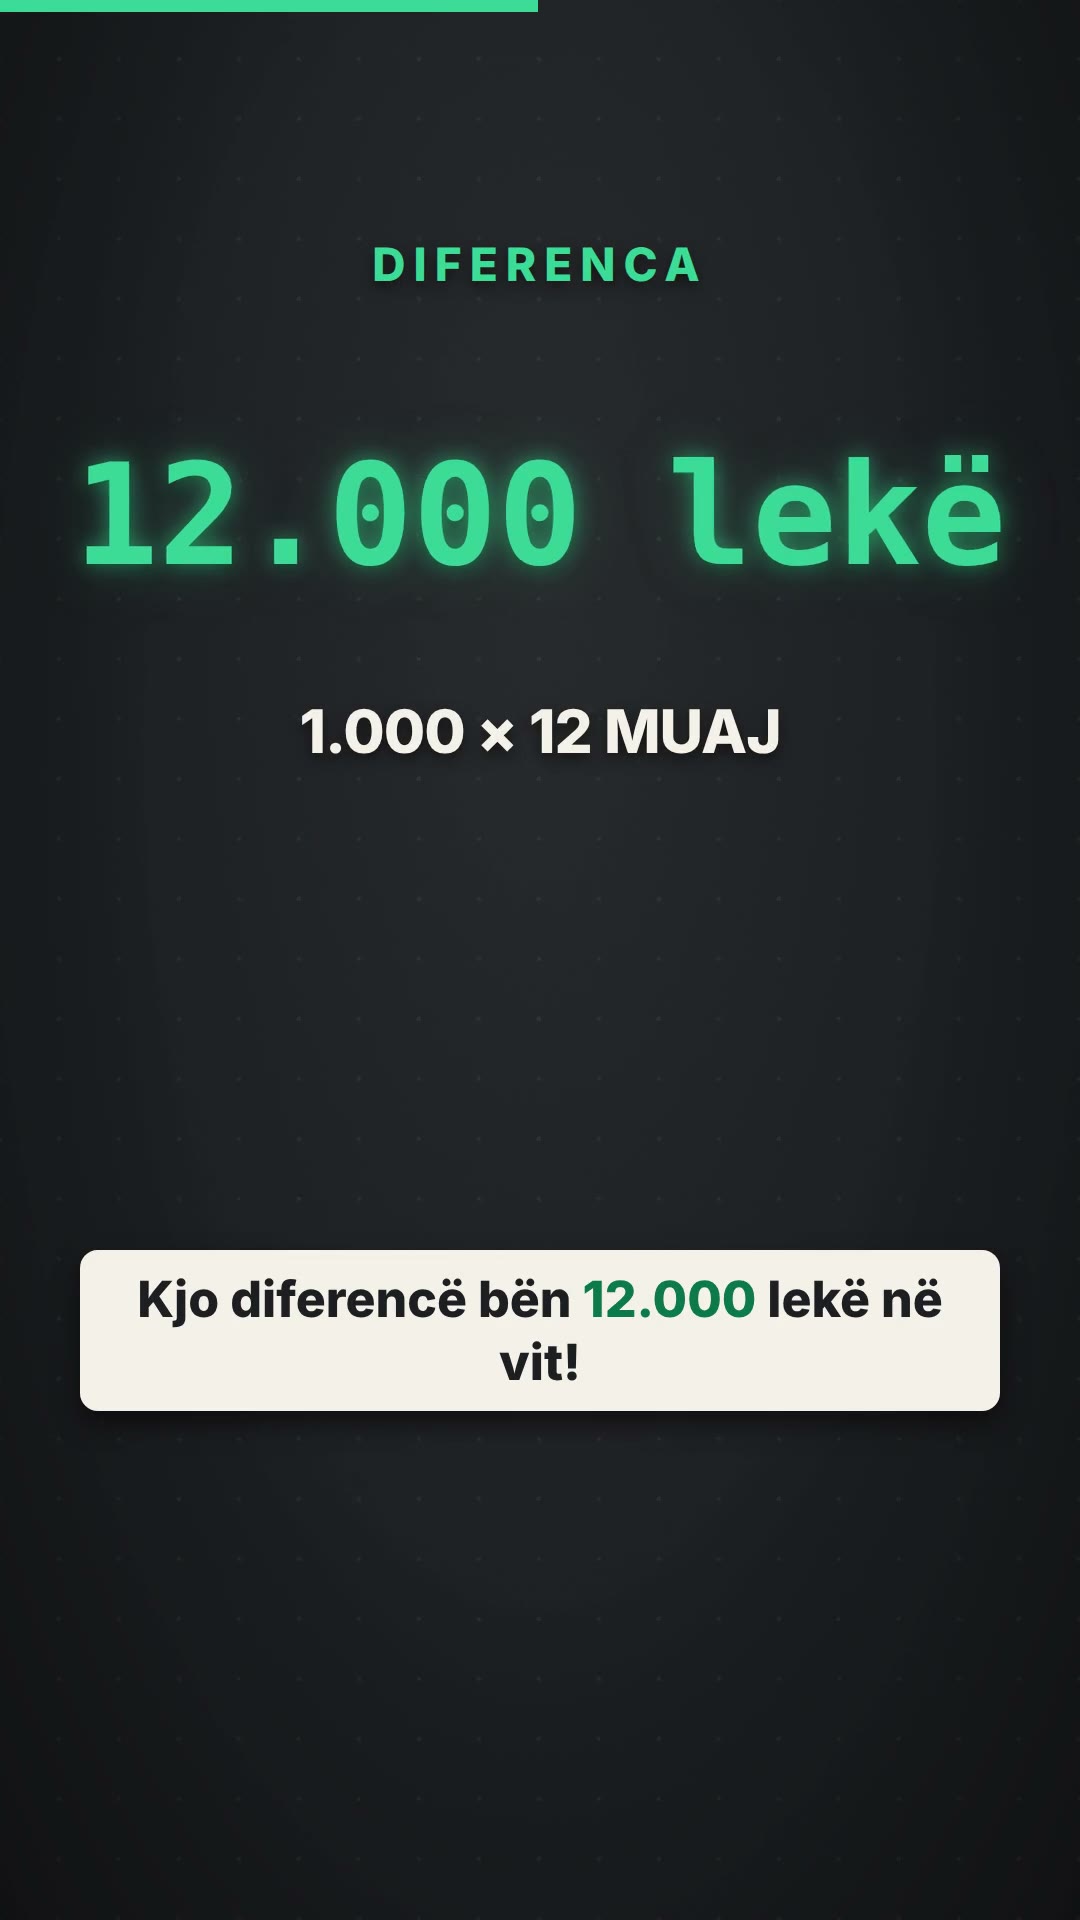 DIFERENCA
12.000 lekë
1.000 × 12 MUAJ
Kjo diferencë bën 12.000 lekë në
vit!